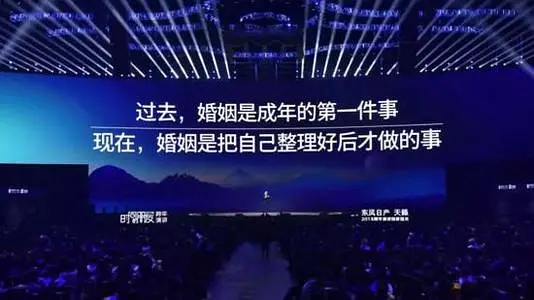 过去，婚姻是成年的第一件事
现在，婚姻是把自己整理好后才做的事
时间的朋友 跨年演讲
东风日产 天籁